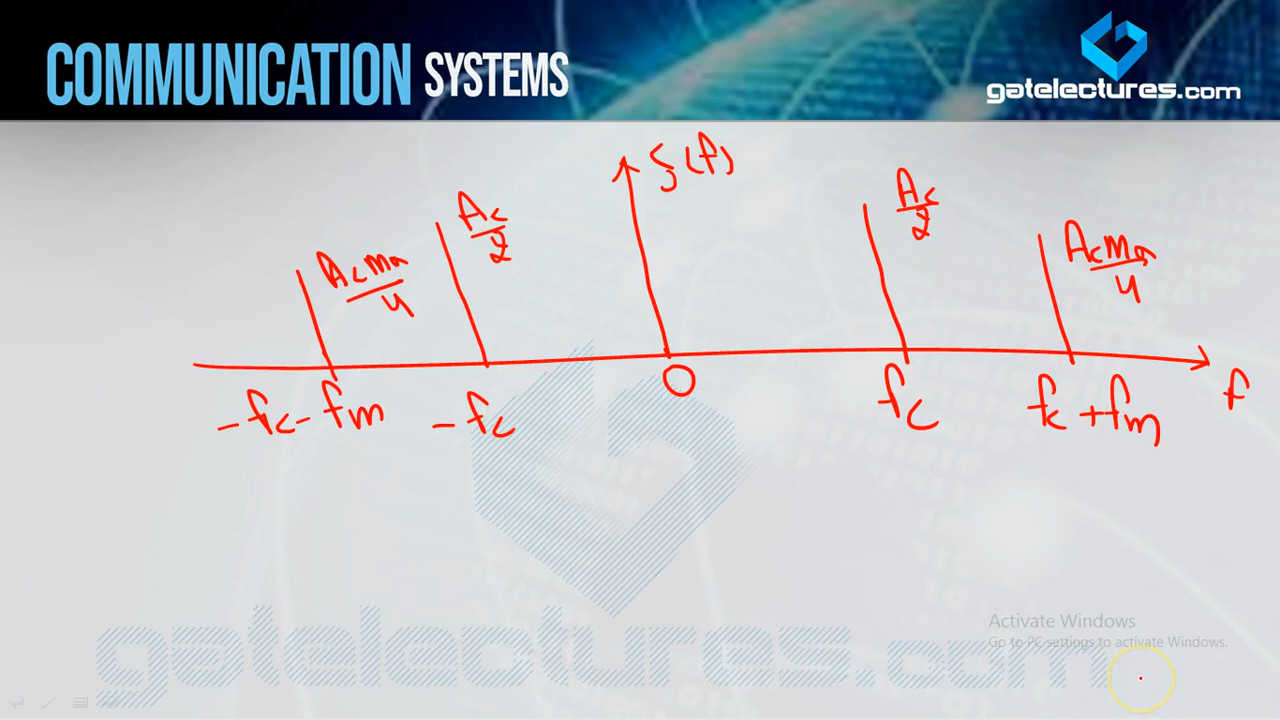 COMMUNICATION SYSTEMS
gatelectures.com
S(f)
Ac/2
Ac/2
Acma/4
Acma/4
-fc-fm
-fc
0
fc
fc+fm
f
Activate Windows
Go to PC settings to activate Windows.
gatelectures.com